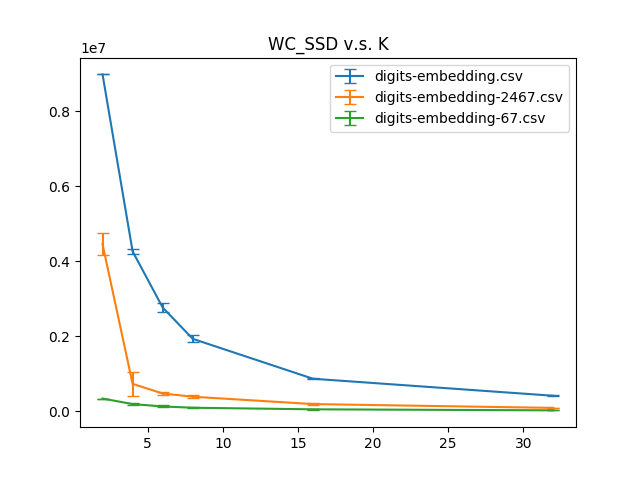 WC_SSD v.s. K
1e7
digits-embedding.csv
digits-embedding-2467.csv
digits-embedding-67.csv
0.8
0.6
0.4
0.2
0.0
5 10 15 20 25 30